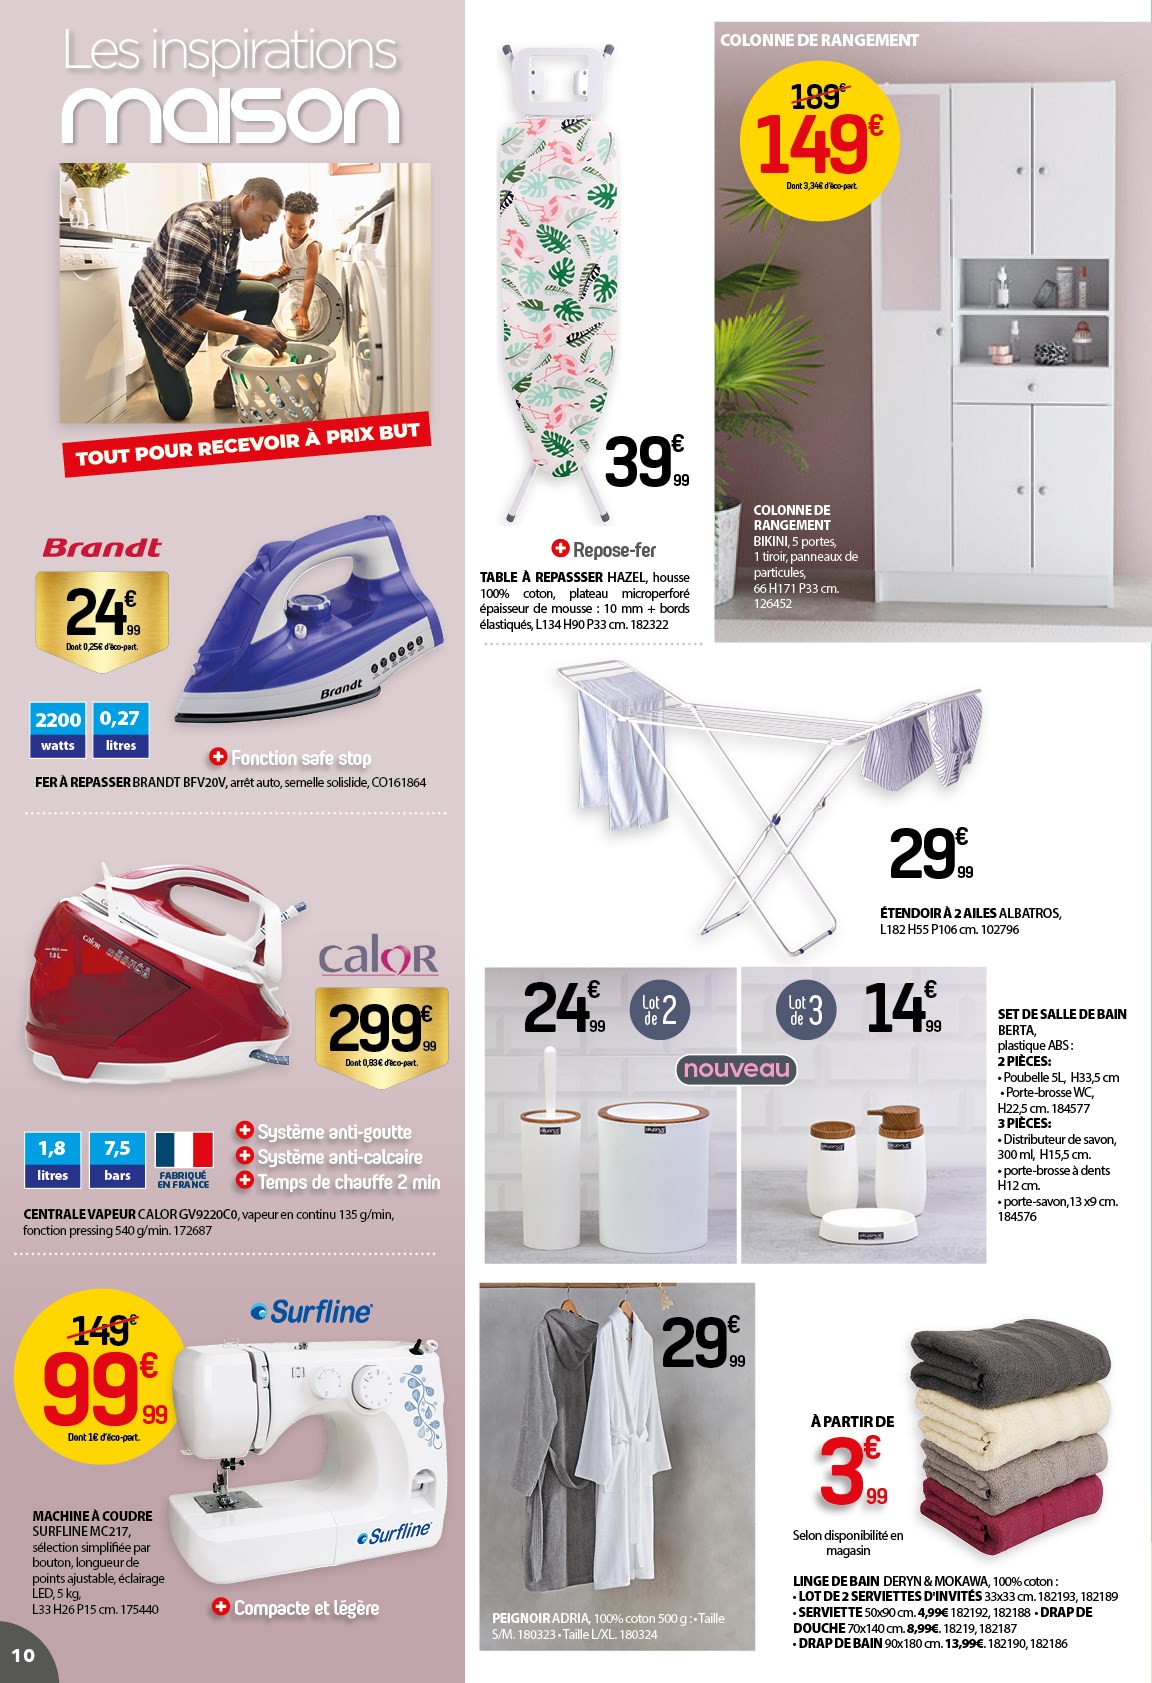 Les inspirations
maison
TOUT POUR RECEVOIR À PRIX BUT
Brandt
24€99
Dont 0,25€ d'éco-part.
Brandt
2200
watts
0,27
litres
Fonction safe stop
FER À REPASSER BRANDT BFV20V, arrêt auto, semelle solislide, CO161864
calor
1.8 L
calor
299€99
Dont 0,83€ d'éco-part.
1,8
litres
7,5
bars
FABRIQUÉ
EN FRANCE
Système anti-goutte
Système anti-calcaire
Temps de chauffe 2 min
CENTRALE VAPEUR CALOR GV9220C0, vapeur en continu 135 g/min,
fonction pressing 540 g/min. 172687
149€
99€99
Dont 1€ d'éco-part.
Surfline
Surfline
MACHINE À COUDRE
SURFLINE MC217,
sélection simplifiée par
bouton, longueur de
points ajustable, éclairage
LED, 5 kg,
L33 H26 P15 cm. 175440
Compacte et légère
10
39€99
Repose-fer
TABLE À REPASSSER HAZEL, housse
100% coton, plateau microperforé
épaisseur de mousse : 10 mm + bords
élastiqués, L134 H90 P33 cm. 182322
COLONNE DE RANGEMENT
189€
149€
Dont 3,34€ d'éco-part.
COLONNE DE
RANGEMENT
BIKINI, 5 portes,
1 tiroir, panneaux de
particules,
66 H171 P33 cm.
126452
29€99
ÉTENDOIR À 2 AILES ALBATROS,
L182 H55 P106 cm. 102796
24€99
Lot de 2
Lot de 3
14€99
nouveau
SET DE SALLE DE BAIN
BERTA,
plastique ABS :
2 PIÈCES:
• Poubelle 5L, H33,5 cm
• Porte-brosse WC,
H22,5 cm. 184577
3 PIÈCES:
• Distributeur de savon,
300 ml, H15,5 cm.
• porte-brosse à dents
H12 cm.
• porte-savon,13 x9 cm.
184576
29€99
PEIGNOIR ADRIA, 100% coton 500 g : • Taille
S/M. 180323 • Taille L/XL. 180324
À PARTIR DE
3€99
Selon disponibilité en
magasin
LINGE DE BAIN DERYN & MOKAWA, 100% coton :
• LOT DE 2 SERVIETTES D'INVITÉS 33x33 cm. 182193, 182189
• SERVIETTE 50x90 cm. 4,99€ 182192, 182188 • DRAP DE
DOUCHE 70x140 cm. 8,99€. 18219, 182187
• DRAP DE BAIN 90x180 cm. 13,99€. 182190, 182186